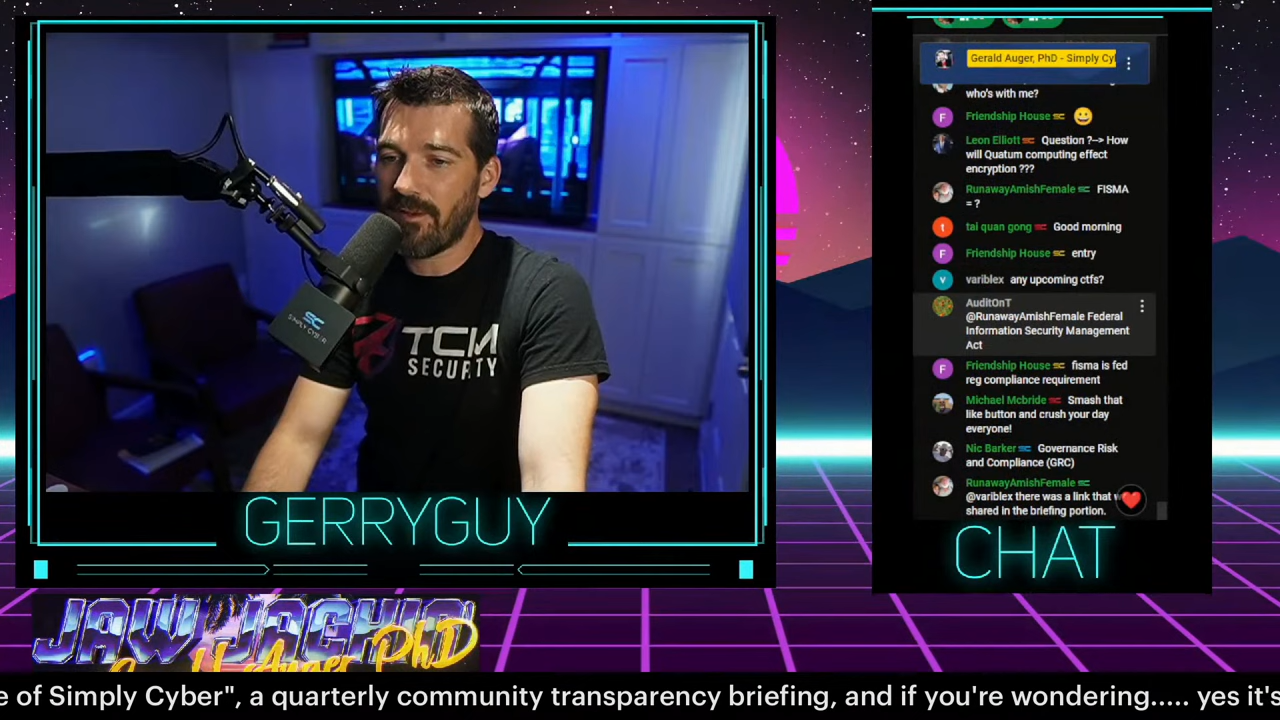 TCM
SECURITY
SC
SIMPLY CYBER
GERRYGUY
Gerald Auger, PhD - Simply Cy
who's with me?
Friendship House
Leon Elliott Question ?--> How
will Quatum computing effect
encryption ???
RunawayAmishFemale FISMA
= ?
tai quan gong Good morning
Friendship House entry
variblex any upcoming ctfs?
AuditOnT
@RunawayAmishFemale Federal
Information Security Management
Act
Friendship House fisma is fed
reg compliance requirement
Michael Mcbride Smash that
like button and crush your day
everyone!
Nic Barker Governance Risk
and Compliance (GRC)
RunawayAmishFemale
@variblex there was a link that
shared in the briefing portion.
CHAT
JAW JACKIN'
Auger PhD
of Simply Cyber", a quarterly community transparency briefing, and if you're wondering..... yes it's